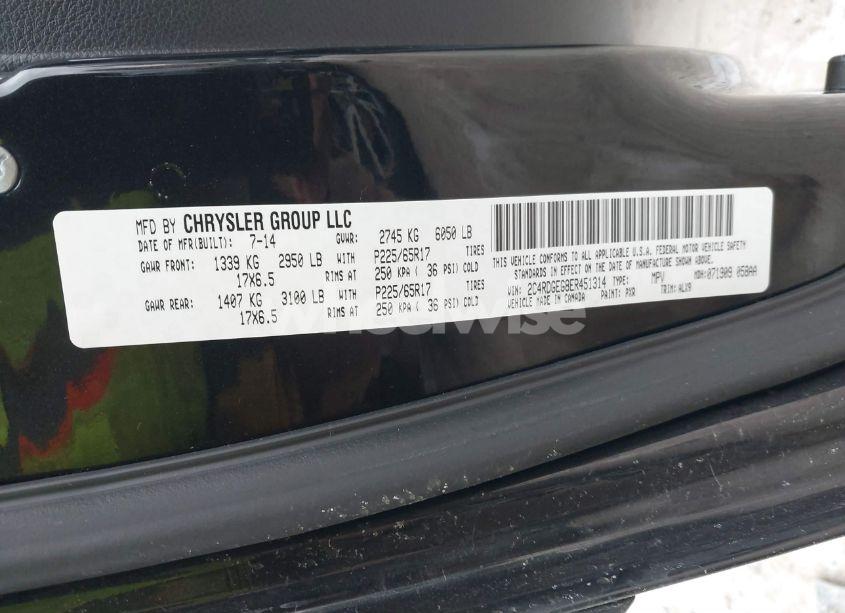 MFD BY CHRYSLER GROUP LLC
DATE OF MFR(BUILT): 7-14 GVWR: 2745 KG 6050 LB
GAWR FRONT: 1339 KG 2950 LB WITH P225/65R17 TIRES
17X6.5 RIMS AT 250 KPA ( 36 PSI) COLD
GAWR REAR: 1407 KG 3100 LB WITH P225/65R17 TIRES
17X6.5 RIMS AT 250 KPA ( 36 PSI) COLD
THIS VEHICLE CONFORMS TO ALL APPLICABLE U.S.A. FEDERAL MOTOR VEHICLE SAFETY
STANDARDS IN EFFECT ON THE DATE OF MANUFACTURE SHOWN ABOVE.
VIN: 2C4RDGEG8ER451314 TYPE: MPV MDH: 071909 058AA
VEHICLE MADE IN CANADA PAINT: PXR TRIM: ALX9